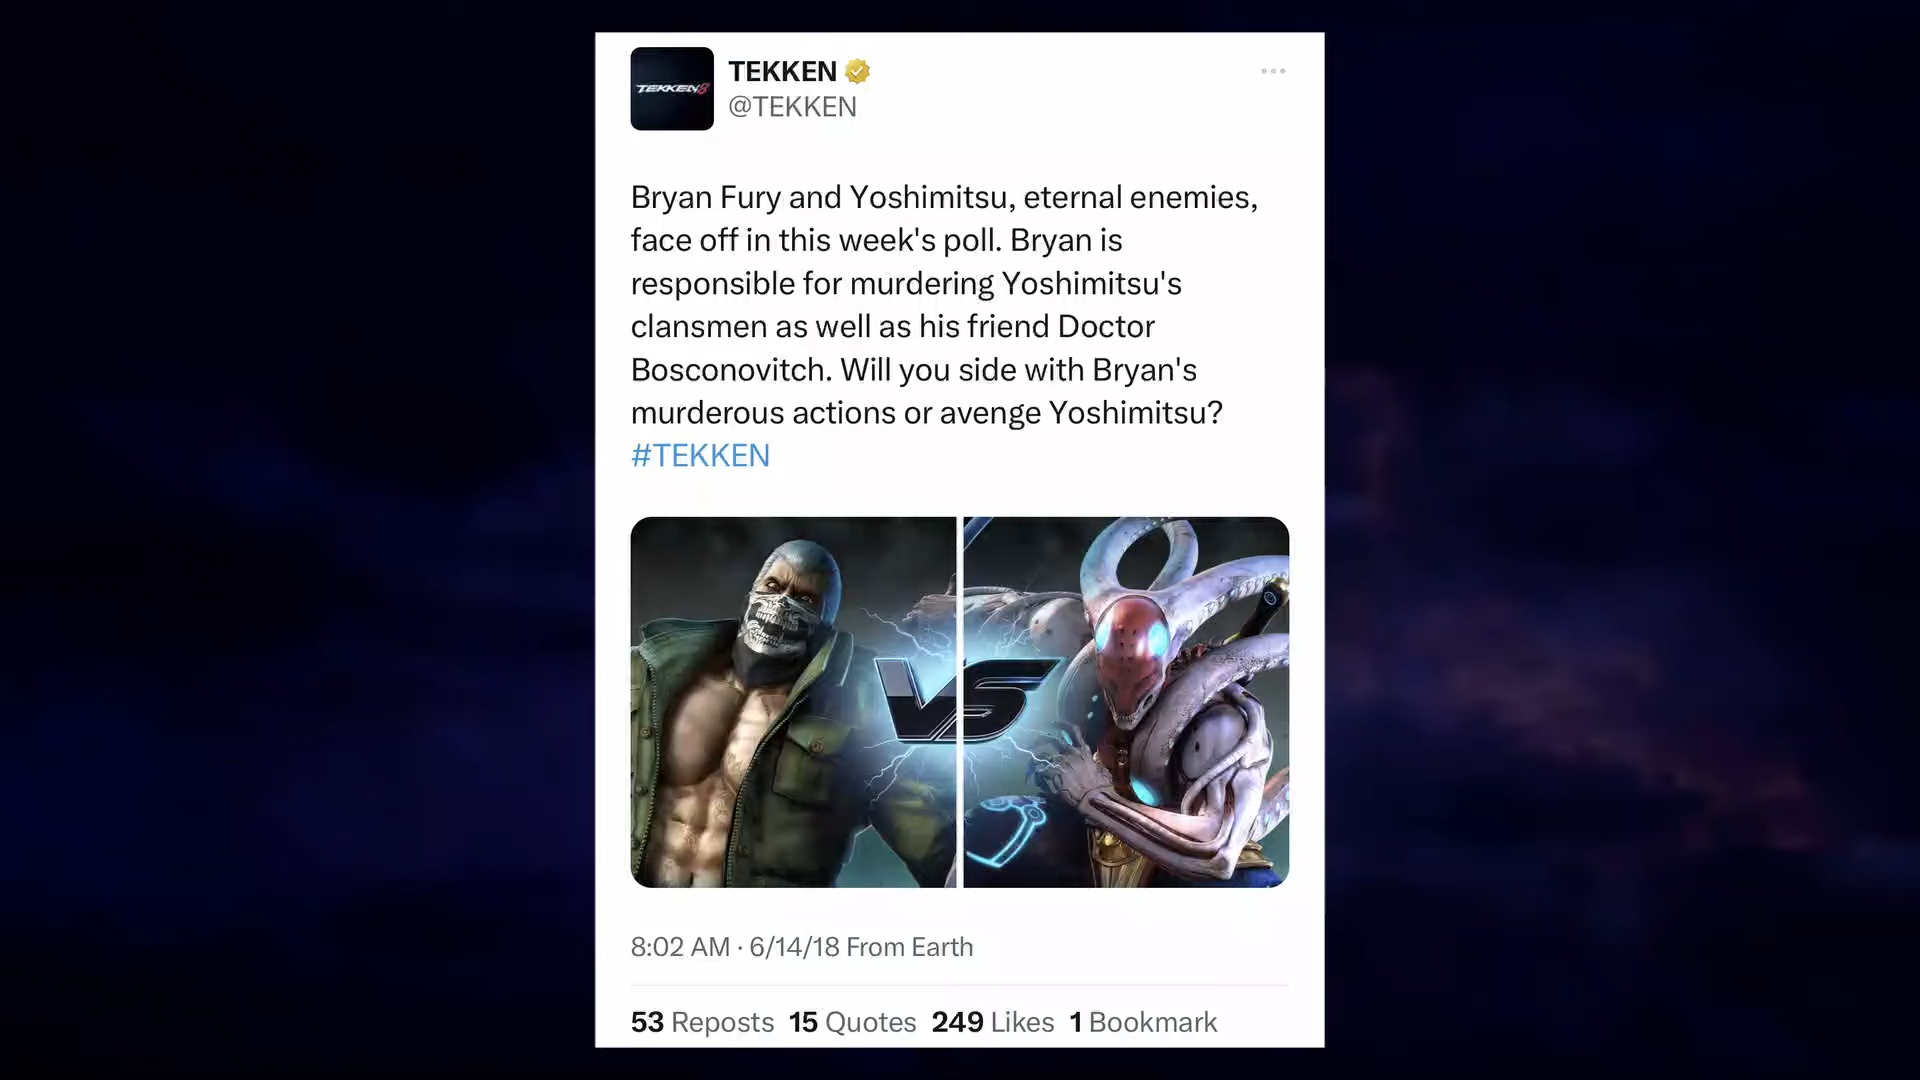 TEKKEN8
TEKKEN
@TEKKEN
Bryan Fury and Yoshimitsu, eternal enemies,
face off in this week's poll. Bryan is
responsible for murdering Yoshimitsu's
clansmen as well as his friend Doctor
Bosconovitch. Will you side with Bryan's
murderous actions or avenge Yoshimitsu?
#TEKKEN
VS
8:02 AM · 6/14/18 From Earth
53 Reposts 15 Quotes 249 Likes 1 Bookmark